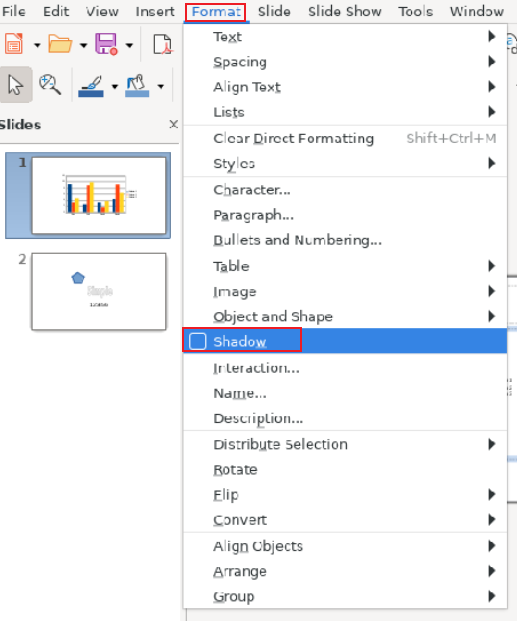 File Edit View Insert Format Slide Slide Show Tools Window
Text
Spacing
Align Text
Lists
Clear Direct Formatting Shift+Ctrl+M
Styles
Character...
Paragraph...
Bullets and Numbering...
Table
Image
Object and Shape
Shadow
Interaction...
Name...
Description...
Distribute Selection
Rotate
Flip
Convert
Align Objects
Arrange
Group
Slides
1
2
Simple